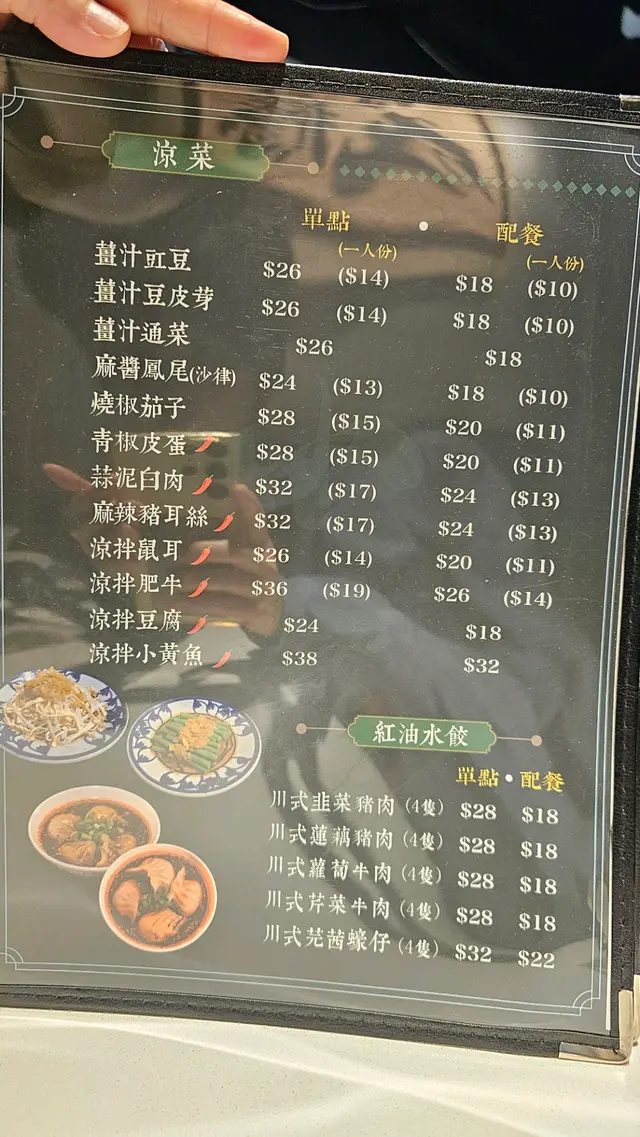 涼菜
單點 • 配餐
(一人份) (一人份)
薑汁豇豆 $26 ($14) $18 ($10)
薑汁豆皮芽 $26 ($14) $18 ($10)
薑汁通菜 $26 $18
麻醬鳳尾(沙律) $24 ($13) $18 ($10)
燒椒茄子 $28 ($15) $20 ($11)
青椒皮蛋 $28 ($15) $20 ($11)
蒜泥白肉 $32 ($17) $24 ($13)
麻辣豬耳絲 $32 ($17) $24 ($13)
涼拌鼠耳 $26 ($14) $20 ($11)
涼拌肥牛 $36 ($19) $26 ($14)
涼拌豆腐 $24 $18
涼拌小黃魚 $38 $32
紅油水餃
單點 • 配餐
川式韭菜豬肉 (4隻) $28 $18
川式蓮藕豬肉 (4隻) $28 $18
川式蘿蔔牛肉 (4隻) $28 $18
川式芹菜牛肉 (4隻) $28 $18
川式芫茜蠔仔 (4隻) $32 $22